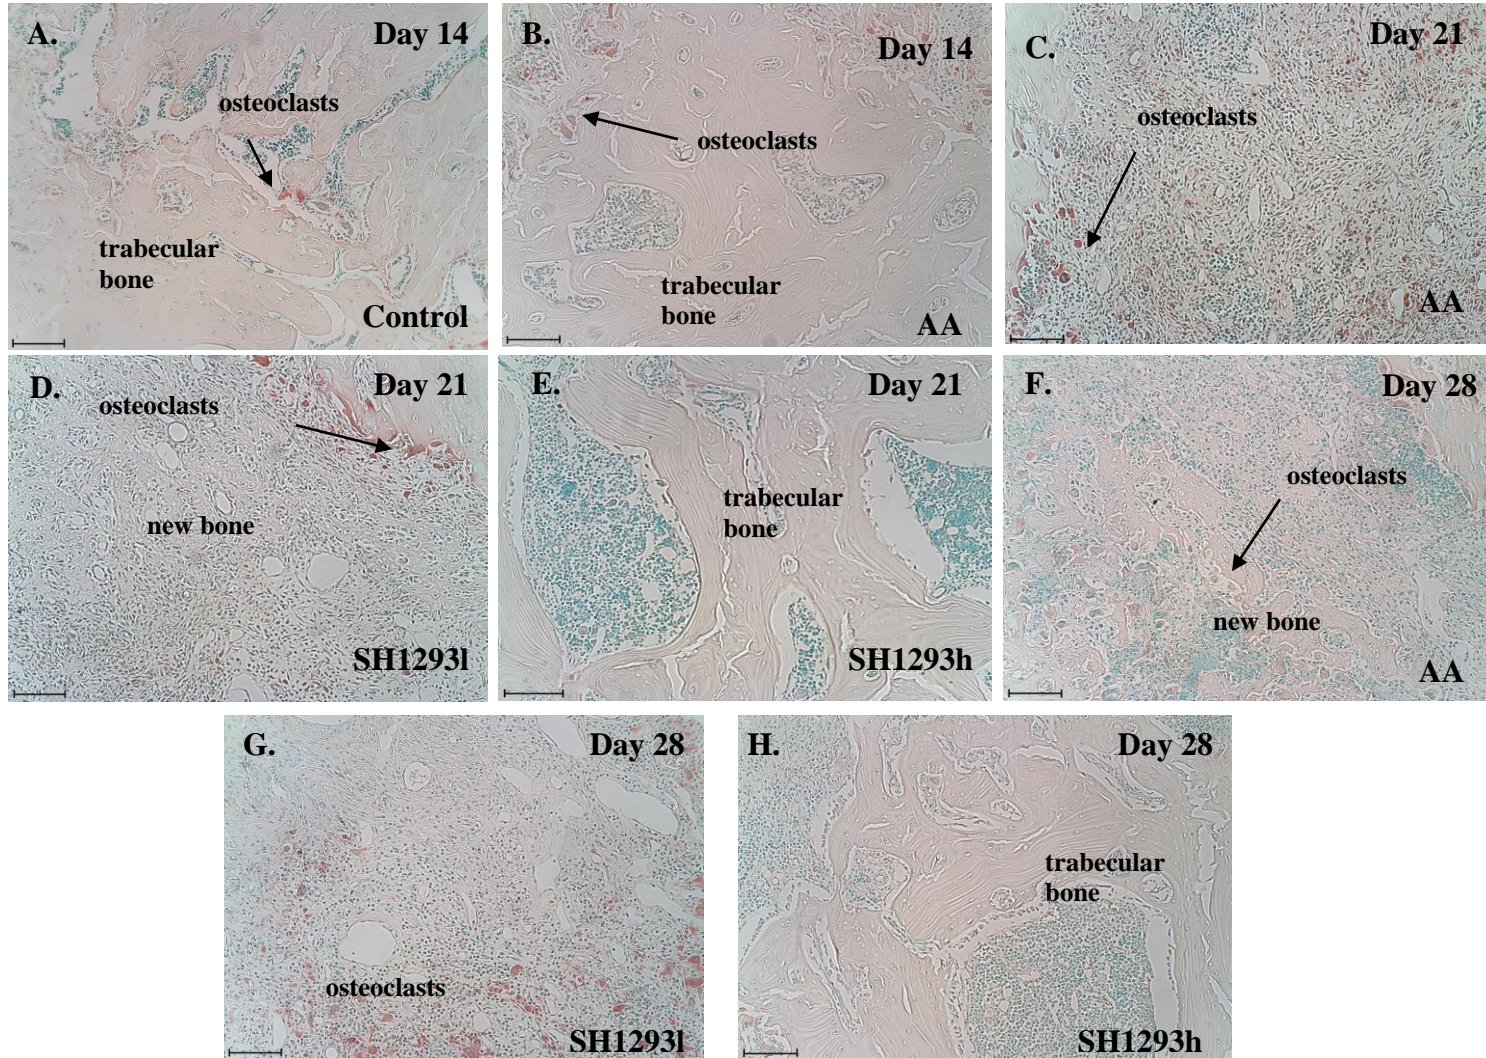 A.
Day 14
osteoclasts
trabecular
bone
Control
B.
Day 14
osteoclasts
trabecular
bone
AA
C.
Day 21
osteoclasts
AA
D.
Day 21
osteoclasts
new bone
SH1293l
E.
Day 21
trabecular
bone
SH1293h
F.
Day 28
osteoclasts
new bone
AA
G.
Day 28
osteoclasts
SH1293l
H.
Day 28
trabecular
bone
SH1293h